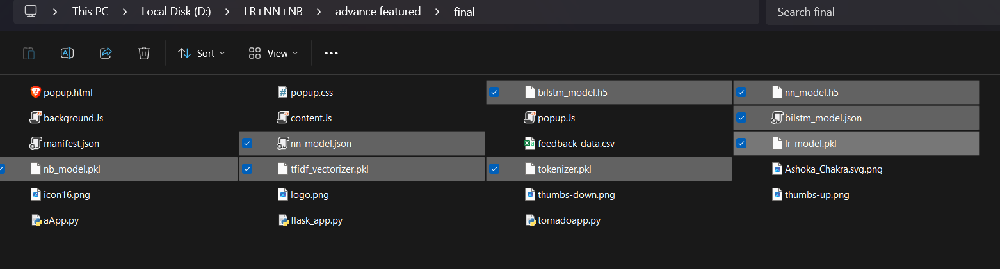 This PC > Local Disk (D:) > LR+NN+NB > advance featured > final
Search final
Sort View
popup.html popup.css bilstm_model.h5 nn_model.h5
background.Js content.Js popup.Js bilstm_model.json
manifest.json nn_model.json feedback_data.csv lr_model.pkl
nb_model.pkl tfidf_vectorizer.pkl tokenizer.pkl Ashoka_Chakra.svg.png
icon16.png logo.png thumbs-down.png thumbs-up.png
aApp.py flask_app.py tornadoapp.py